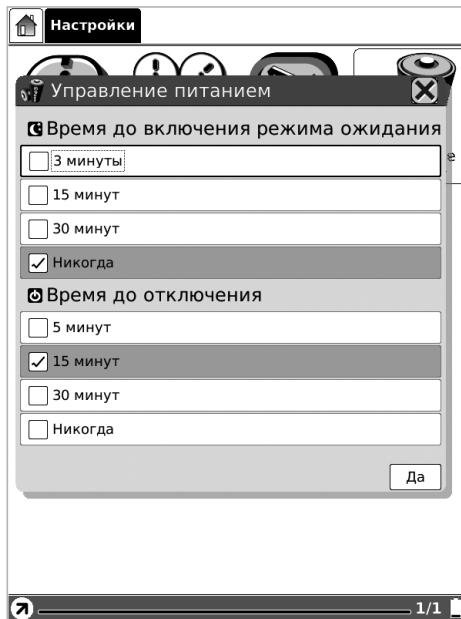 Настройки
Управление питанием
Время до включения режима ожидания
3 минуты
15 минут
30 минут
Никогда
Время до отключения
5 минут
15 минут
30 минут
Никогда
Да
1/1